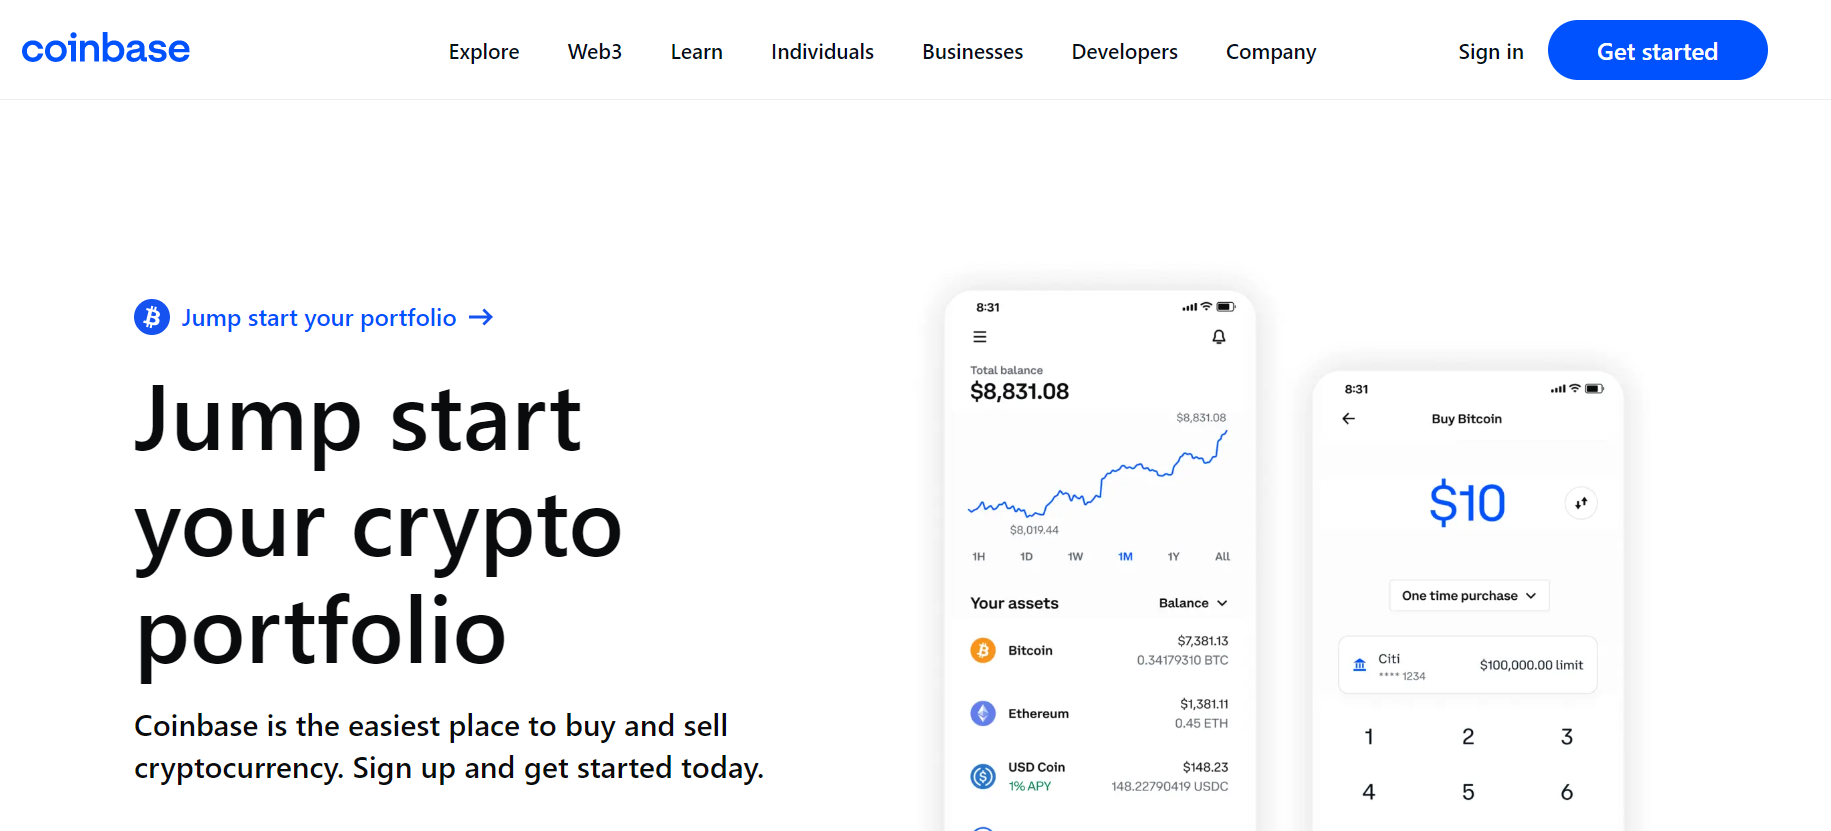 coinbase
Explore Web3 Learn Individuals Businesses Developers Company Sign in Get started
Jump start your portfolio →
Jump start
your crypto
portfolio
Coinbase is the easiest place to buy and sell
cryptocurrency. Sign up and get started today.
8:31
Total balance
$8,831.08
$8,831.08
$8,019.44
1H 1D 1W 1M 1Y All
Your assets Balance
Bitcoin $7,381.13
0.34179310 BTC
Ethereum $1,381.11
0.45 ETH
USD Coin $148.23
1% APY 148.22790419 USDC
8:31
Buy Bitcoin
$10
One time purchase
Citi $100,000.00 limit
**** 1234
1 2 3
4 5 6